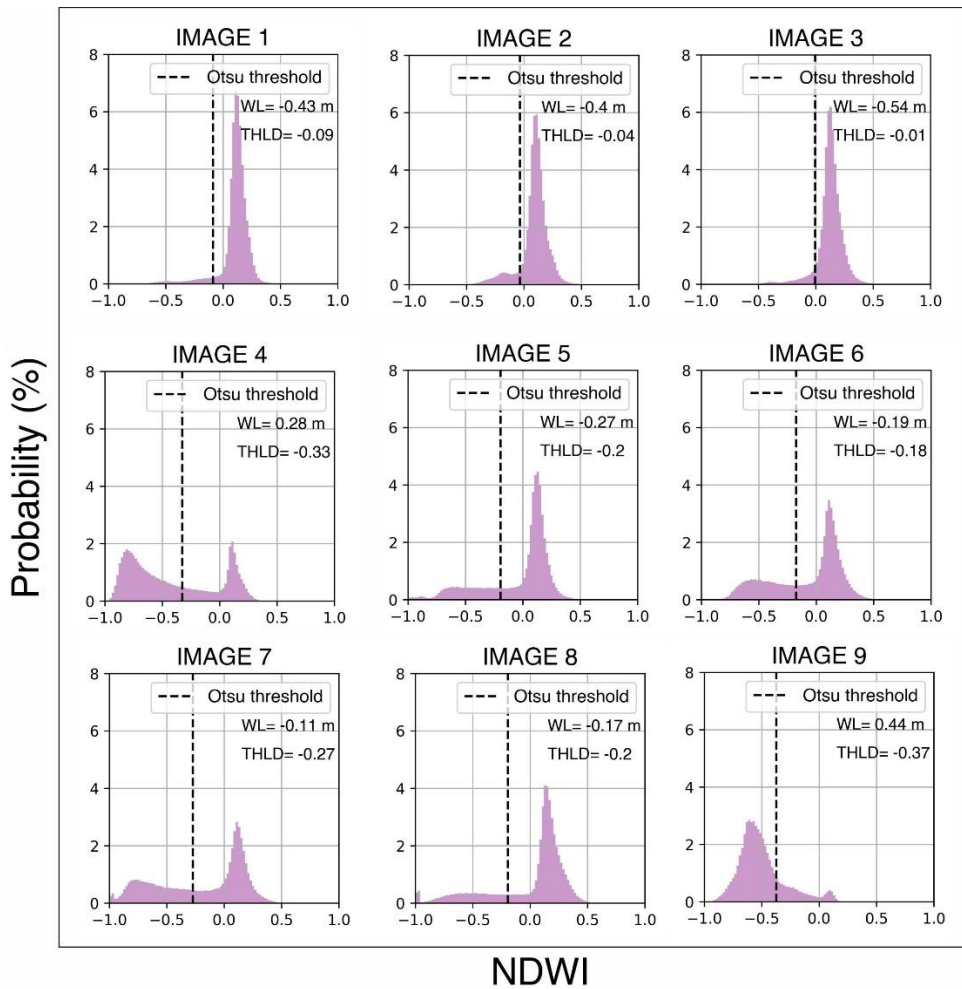 IMAGE 1
IMAGE 2
IMAGE 3
8
6
4
2
0
Otsu threshold
WL= -0.43 m
THLD= -0.09
-1.0 -0.5 0.0 0.5 1.0
8
6
4
2
0
Otsu threshold
WL= -0.4 m
THLD= -0.04
-1.0 -0.5 0.0 0.5 1.0
8
6
4
2
0
Otsu threshold
WL= -0.54 m
THLD= -0.01
-1.0 -0.5 0.0 0.5 1.0
Probability (%)
IMAGE 4
IMAGE 5
IMAGE 6
8
6
4
2
0
Otsu threshold
WL= 0.28 m
THLD= -0.33
-1.0 -0.5 0.0 0.5 1.0
8
6
4
2
0
Otsu threshold
WL= -0.27 m
THLD= -0.2
-1.0 -0.5 0.0 0.5 1.0
8
6
4
2
0
Otsu threshold
WL= -0.19 m
THLD= -0.18
-1.0 -0.5 0.0 0.5 1.0
IMAGE 7
IMAGE 8
IMAGE 9
8
6
4
2
0
Otsu threshold
WL= -0.11 m
THLD= -0.27
-1.0 -0.5 0.0 0.5 1.0
8
6
4
2
0
Otsu threshold
WL= -0.17 m
THLD= -0.2
-1.0 -0.5 0.0 0.5 1.0
8
6
4
2
0
Otsu threshold
WL= 0.44 m
THLD= -0.37
-1.0 -0.5 0.0 0.5 1.0
NDWI